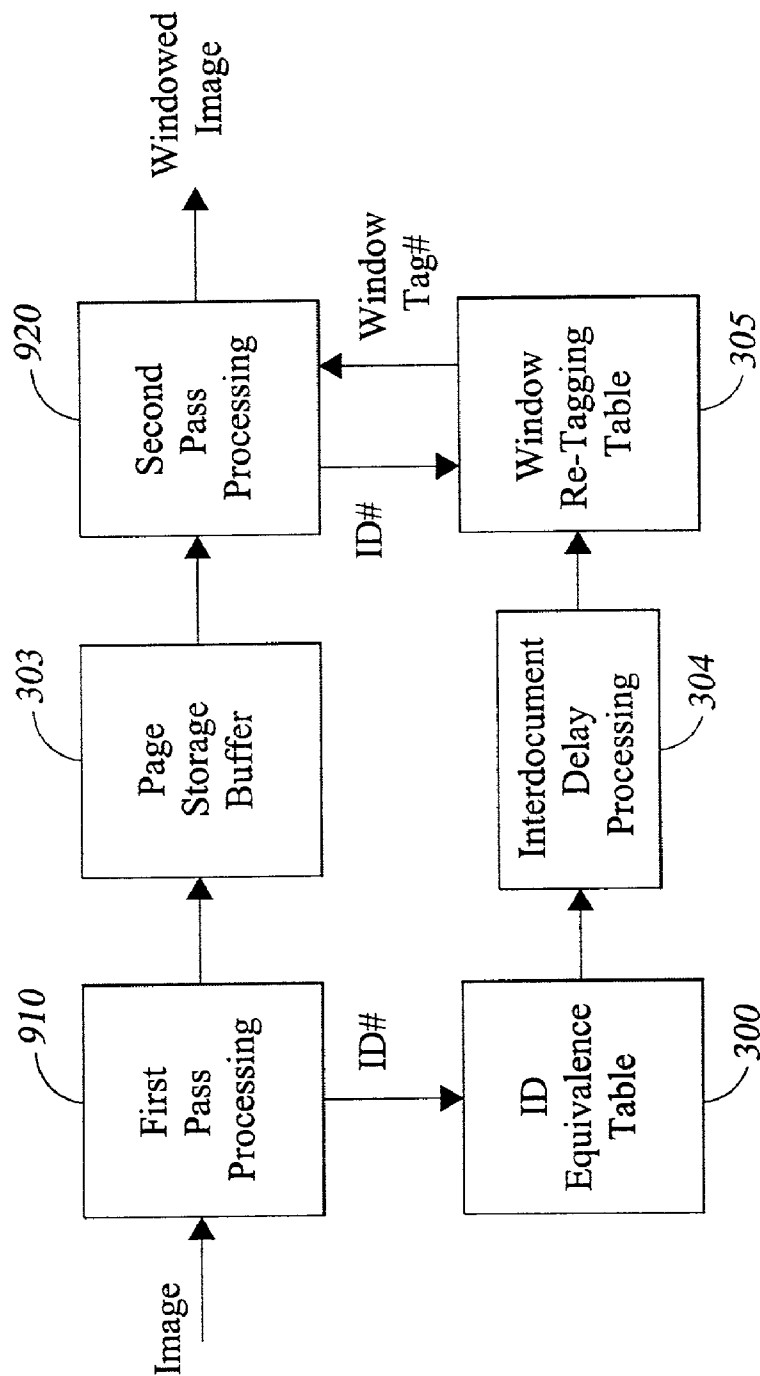 Image
910
First
Pass
Processing
303
Page
Storage
Buffer
920
Second
Pass
Processing
Windowed
Image
ID#
ID#
Window
Tag#
ID
Equivalence
Table
300
Interdocument
Delay
Processing
304
Window
Re-Tagging
Table
305